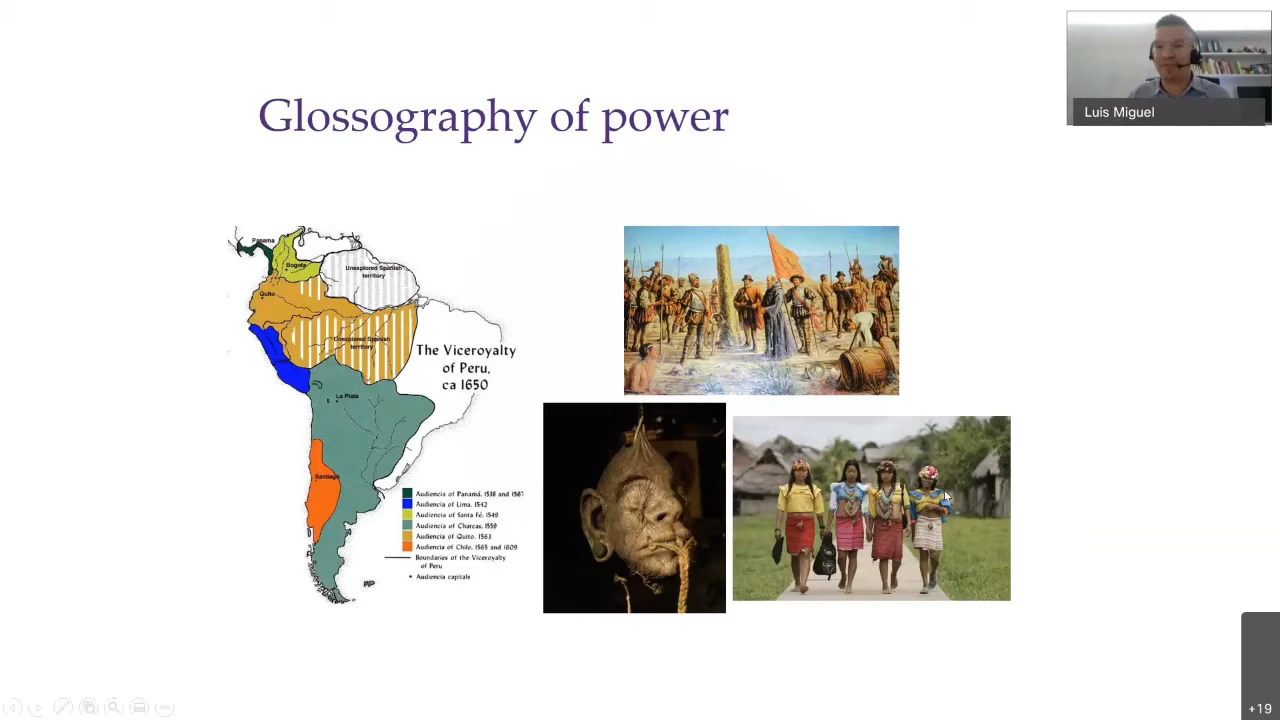 Luis Miguel
Glossography of power
Panama
Bogota
Unexplored Spanish
territory
Quito
Unexplored Spanish
territory
The Viceroyalty
of Peru,
ca 1650
La Plata
Santiago
Audiencia of Panamá, 1538 and 1567
Audiencia of Lima, 1542
Audiencia of Santa Fé, 1549
Audiencia of Charcas, 1559
Audiencia of Quito, 1563
Audiencia of Chile, 1565 and 1609
Boundaries of the Viceroyalty
of Peru
Audiencia capitals
+19